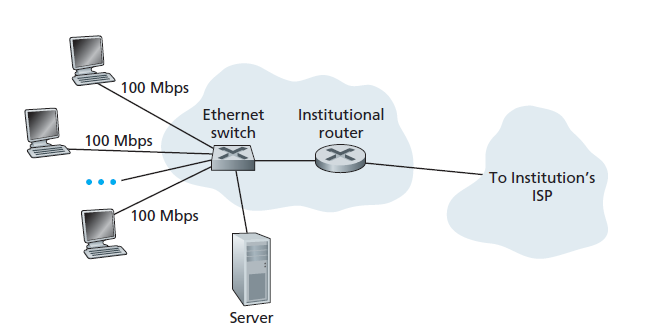 100 Mbps
Ethernet
switch
Institutional
router
100 Mbps
To Institution's
ISP
100 Mbps
Server